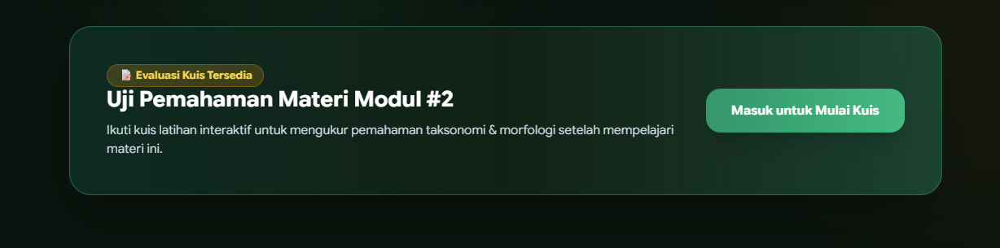 📝 Evaluasi Kuis Tersedia
Uji Pemahaman Materi Modul #2
Ikuti kuis latihan interaktif untuk mengukur pemahaman taksonomi & morfologi setelah mempelajari
materi ini.
Masuk untuk Mulai Kuis